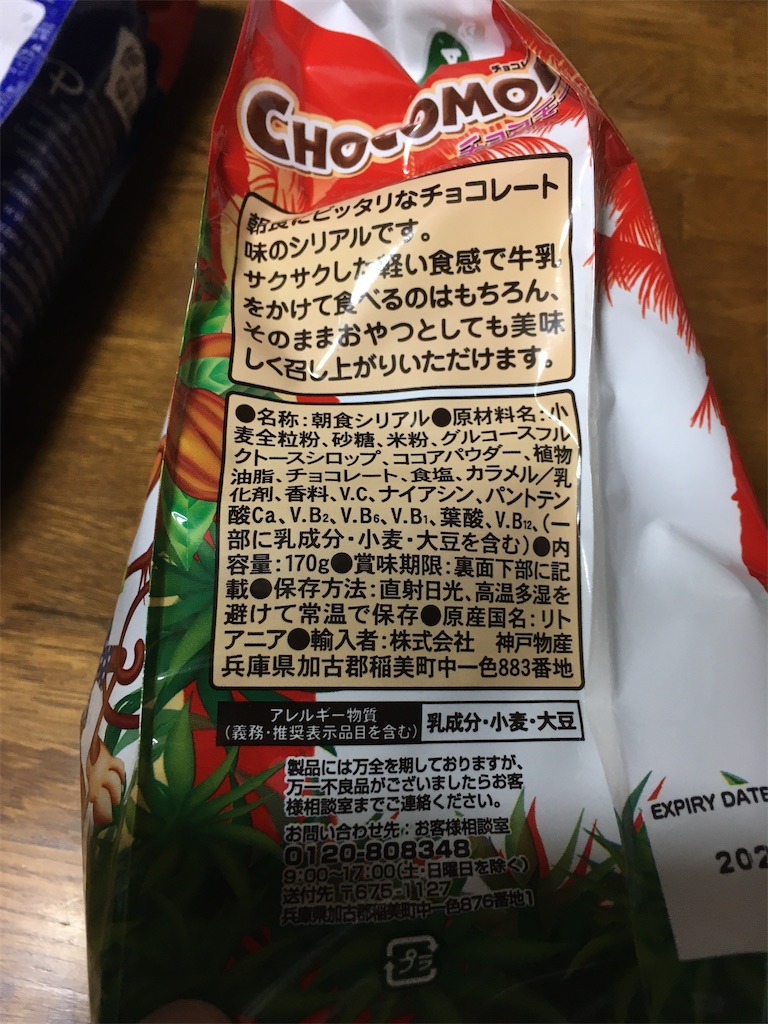 チョコレ
CHOCOMO
チョコモ
朝食にピッタリなチョコレート
味のシリアルです。
サクサクした軽い食感で牛乳
をかけて食べるのはもちろん、
そのままおやつとしても美味
しく召し上がりいただけます。
●名称:朝食シリアル●原材料名:小
麦全粒粉、砂糖、米粉、グルコースフル
クトースシロップ、ココアパウダー、植物
油脂、チョコレート、食塩、カラメル/乳
化剤、香料、V.C、ナイアシン、パントテン
酸Ca、V.B₂、V.B₆、V.B₁、葉酸、V.B₁₂、(一
部に乳成分・小麦・大豆を含む)●内
容量:170g●賞味期限:裏面下部に記
載●保存方法:直射日光、高温多湿を
避けて常温で保存●原産国名:リト
アニア●輸入者:株式会社 神戸物産
兵庫県加古郡稲美町中一色883番地
アレルギー物質
(義務・推奨表示品目を含む)
乳成分・小麦・大豆
製品には万全を期しておりますが、
万一不良品がございましたらお客
様相談室までご連絡ください。
お問い合わせ先:お客様相談室
0120-808348
9:00~17:00(土・日曜日を除く)
送付先 〒675-1127
兵庫県加古郡稲美町中一色876番地1
プラ
EXPIRY DATE
202